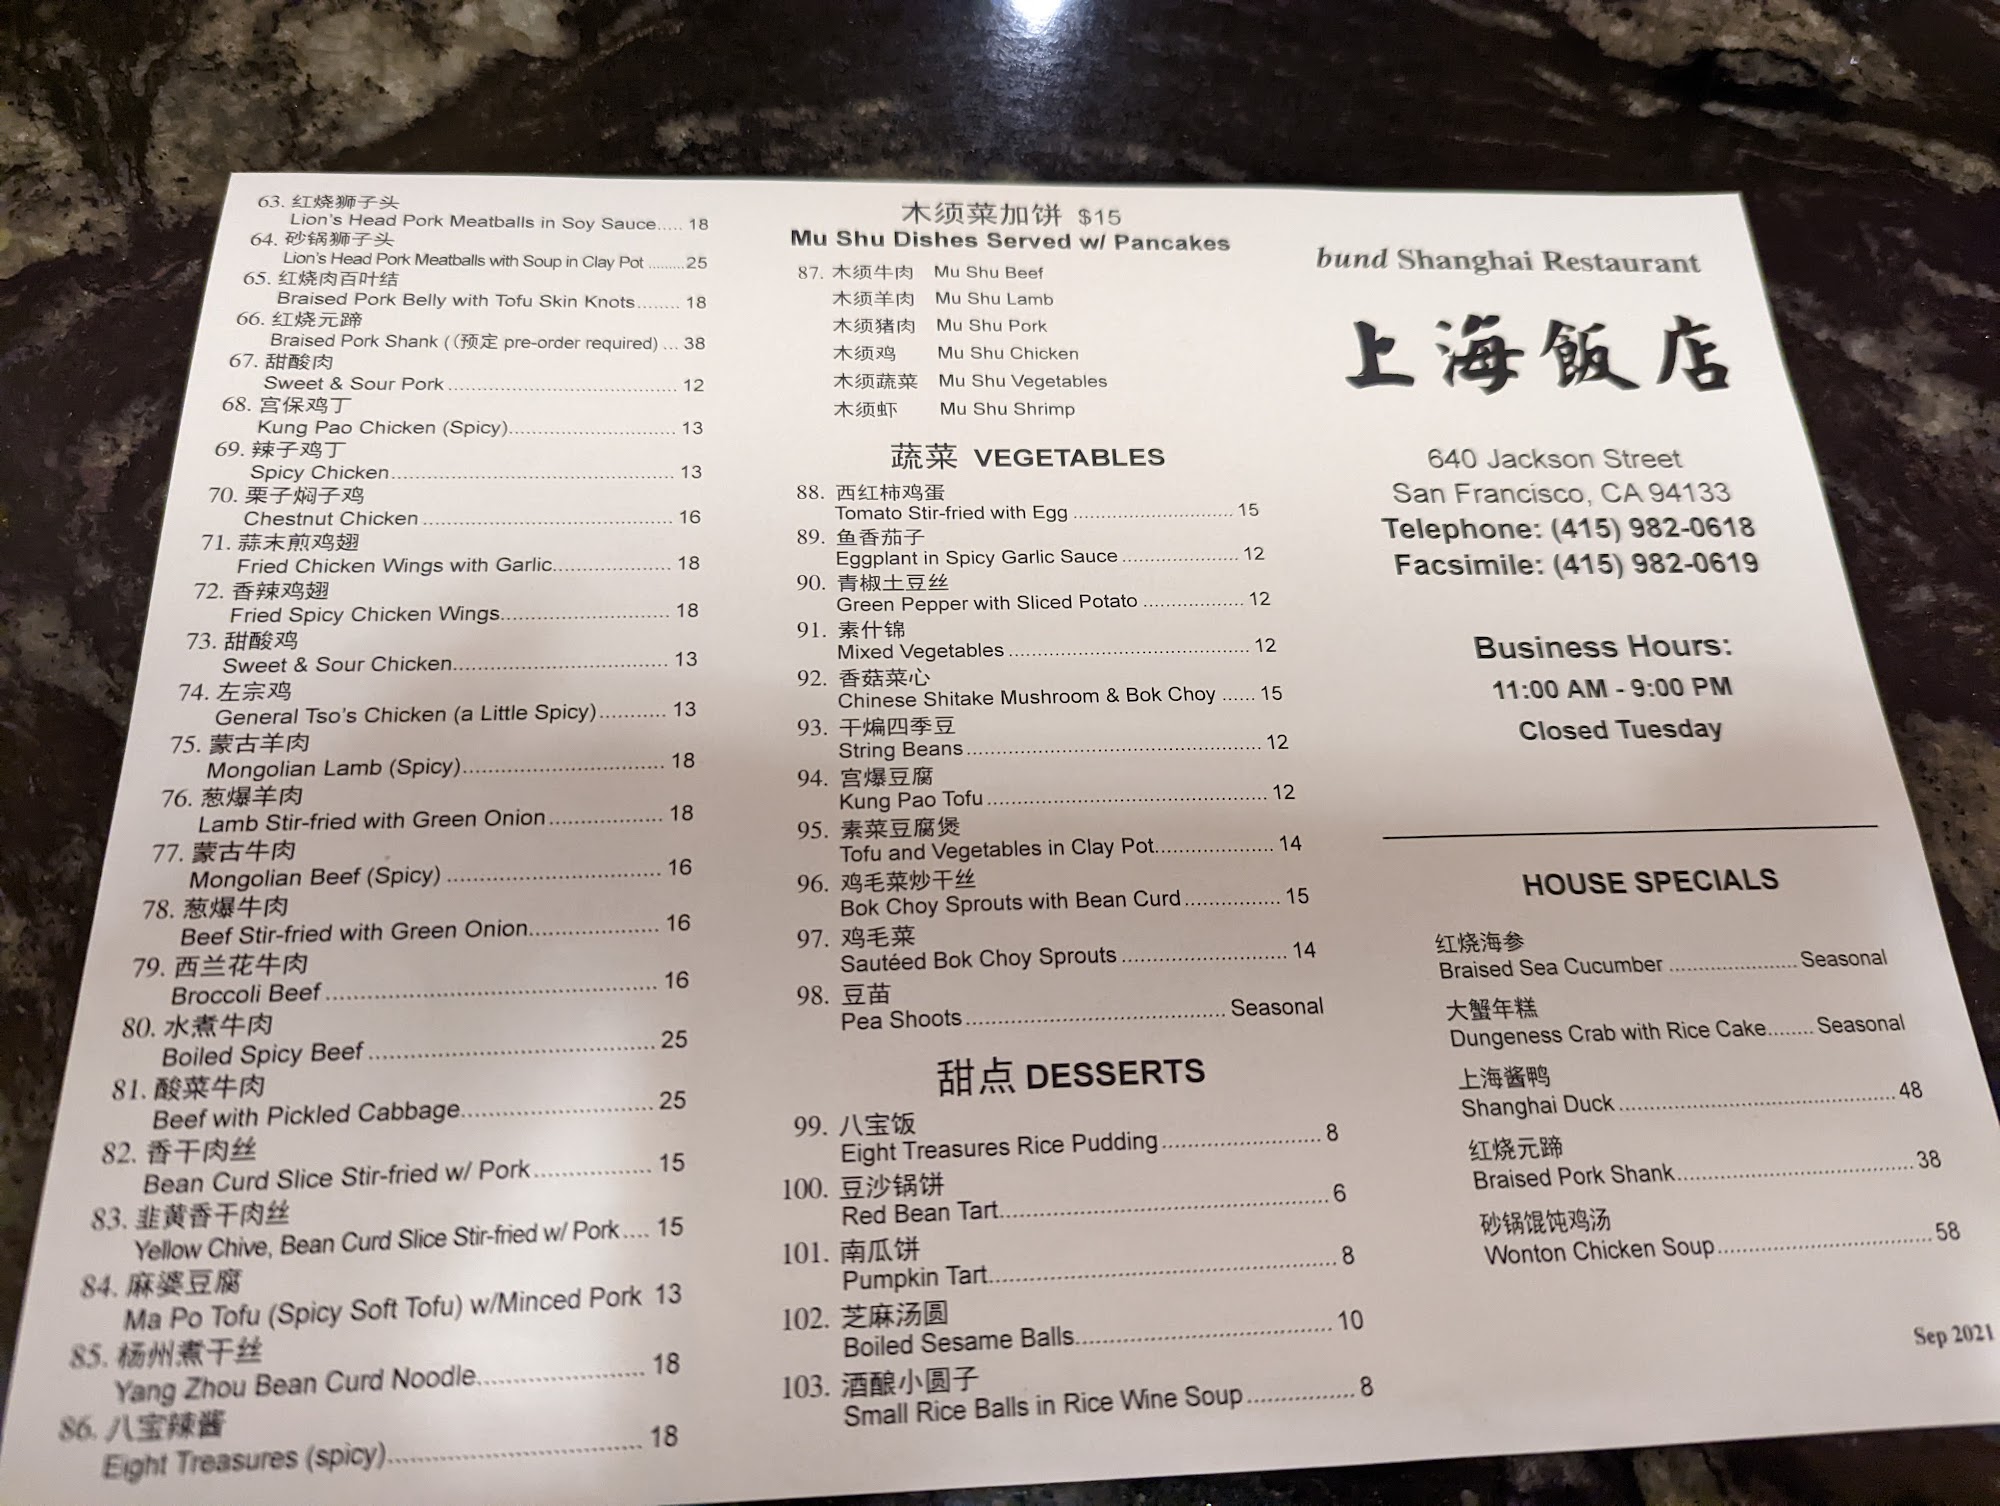 63. 红烧狮子头
Lion's Head Pork Meatballs in Soy Sauce..... 18
64. 砂锅狮子头
Lion's Head Pork Meatballs with Soup in Clay Pot .........25
65. 红烧肉百叶结
Braised Pork Belly with Tofu Skin Knots........ 18
66. 红烧元蹄
Braised Pork Shank ((预定 pre-order required) ... 38
67. 甜酸肉
Sweet & Sour Pork .................................... 12
68. 宫保鸡丁
Kung Pao Chicken (Spicy)........................... 13
69. 辣子鸡丁
Spicy Chicken............................................. 13
70. 栗子焖子鸡
Chestnut Chicken ....................................... 16
71. 蒜末煎鸡翅
Fried Chicken Wings with Garlic................... 18
72. 香辣鸡翅
Fried Spicy Chicken Wings.......................... 18
73. 甜酸鸡
Sweet & Sour Chicken................................. 13
74. 左宗鸡
General Tso's Chicken (a Little Spicy)........... 13
75. 蒙古羊肉
Mongolian Lamb (Spicy)............................... 18
76. 葱爆羊肉
Lamb Stir-fried with Green Onion.................. 18
77. 蒙古牛肉
Mongolian Beef (Spicy) ................................ 16
78. 葱爆牛肉
Beef Stir-fried with Green Onion................... 16
79. 西兰花牛肉
Broccoli Beef ................................................ 16
80. 水煮牛肉
Boiled Spicy Beef ......................................... 25
81. 酸菜牛肉
Beef with Pickled Cabbage........................... 25
82. 香干肉丝
Bean Curd Slice Stir-fried w/ Pork................. 15
83. 韭黄香干肉丝
Yellow Chive, Bean Curd Slice Stir-fried w/ Pork.... 15
84. 麻婆豆腐
Ma Po Tofu (Spicy Soft Tofu) w/Minced Pork 13
85. 杨州煮干丝
Yang Zhou Bean Curd Noodle....................... 18
86. 八宝辣酱
Eight Treasures (spicy)................................. 18
木须菜加饼 $15
Mu Shu Dishes Served w/ Pancakes
87. 木须牛肉 Mu Shu Beef
木须羊肉 Mu Shu Lamb
木须猪肉 Mu Shu Pork
木须鸡 Mu Shu Chicken
木须蔬菜 Mu Shu Vegetables
木须虾 Mu Shu Shrimp
蔬菜 VEGETABLES
88. 西红柿鸡蛋
Tomato Stir-fried with Egg ............................ 15
89. 鱼香茄子
Eggplant in Spicy Garlic Sauce .................... 12
90. 青椒土豆丝
Green Pepper with Sliced Potato .................. 12
91. 素什锦
Mixed Vegetables ......................................... 12
92. 香菇菜心
Chinese Shitake Mushroom & Bok Choy ...... 15
93. 干煸四季豆
String Beans................................................. 12
94. 宫爆豆腐
Kung Pao Tofu.............................................. 12
95. 素菜豆腐煲
Tofu and Vegetables in Clay Pot................... 14
96. 鸡毛菜炒干丝
Bok Choy Sprouts with Bean Curd................ 15
97. 鸡毛菜
Sautéed Bok Choy Sprouts .......................... 14
98. 豆苗
Pea Shoots....................................... Seasonal
甜点 DESSERTS
99. 八宝饭
Eight Treasures Rice Pudding........................ 8
100. 豆沙锅饼
Red Bean Tart................................................ 6
101. 南瓜饼
Pumpkin Tart.................................................. 8
102. 芝麻汤圆
Boiled Sesame Balls..................................... 10
103. 酒酿小圆子
Small Rice Balls in Rice Wine Soup................ 8
bund Shanghai Restaurant
上海飯店
640 Jackson Street
San Francisco, CA 94133
Telephone: (415) 982-0618
Facsimile: (415) 982-0619
Business Hours:
11:00 AM - 9:00 PM
Closed Tuesday
HOUSE SPECIALS
红烧海参
Braised Sea Cucumber ...................... Seasonal
大蟹年糕
Dungeness Crab with Rice Cake........ Seasonal
上海酱鸭
Shanghai Duck.............................................. 48
红烧元蹄
Braised Pork Shank....................................... 38
砂锅馄饨鸡汤
Wonton Chicken Soup................................... 58
Sep 2021